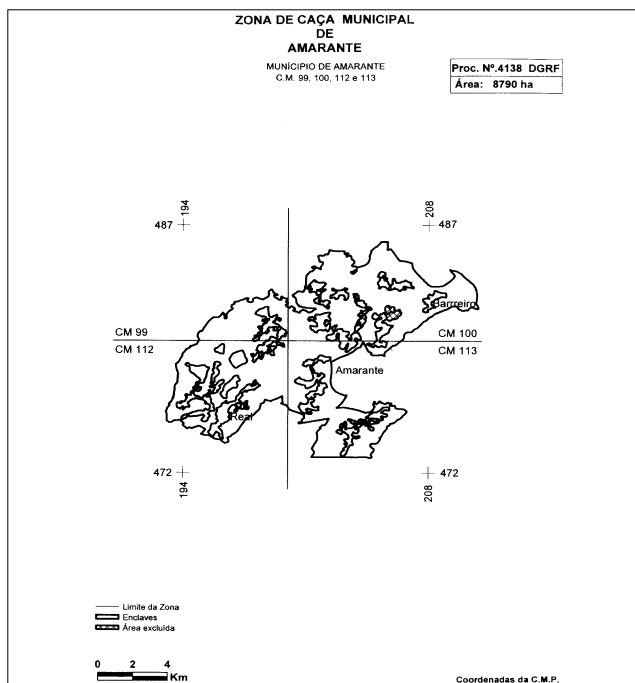 ZONA DE CAÇA MUNICIPAL
DE
AMARANTE
MUNÍCIPIO DE AMARANTE
C.M. 99, 100, 112 e 113
Proc. Nº.4138 DGRF
Área: 8790 ha
194
208
487
487
Barrreiro
CM 99
CM 100
CM 112
CM 113
Amarante
Real
472
472
194
208
Limite da Zona
Enclaves
Área excluída
0 2 4
Km
Coordenadas da C.M.P.